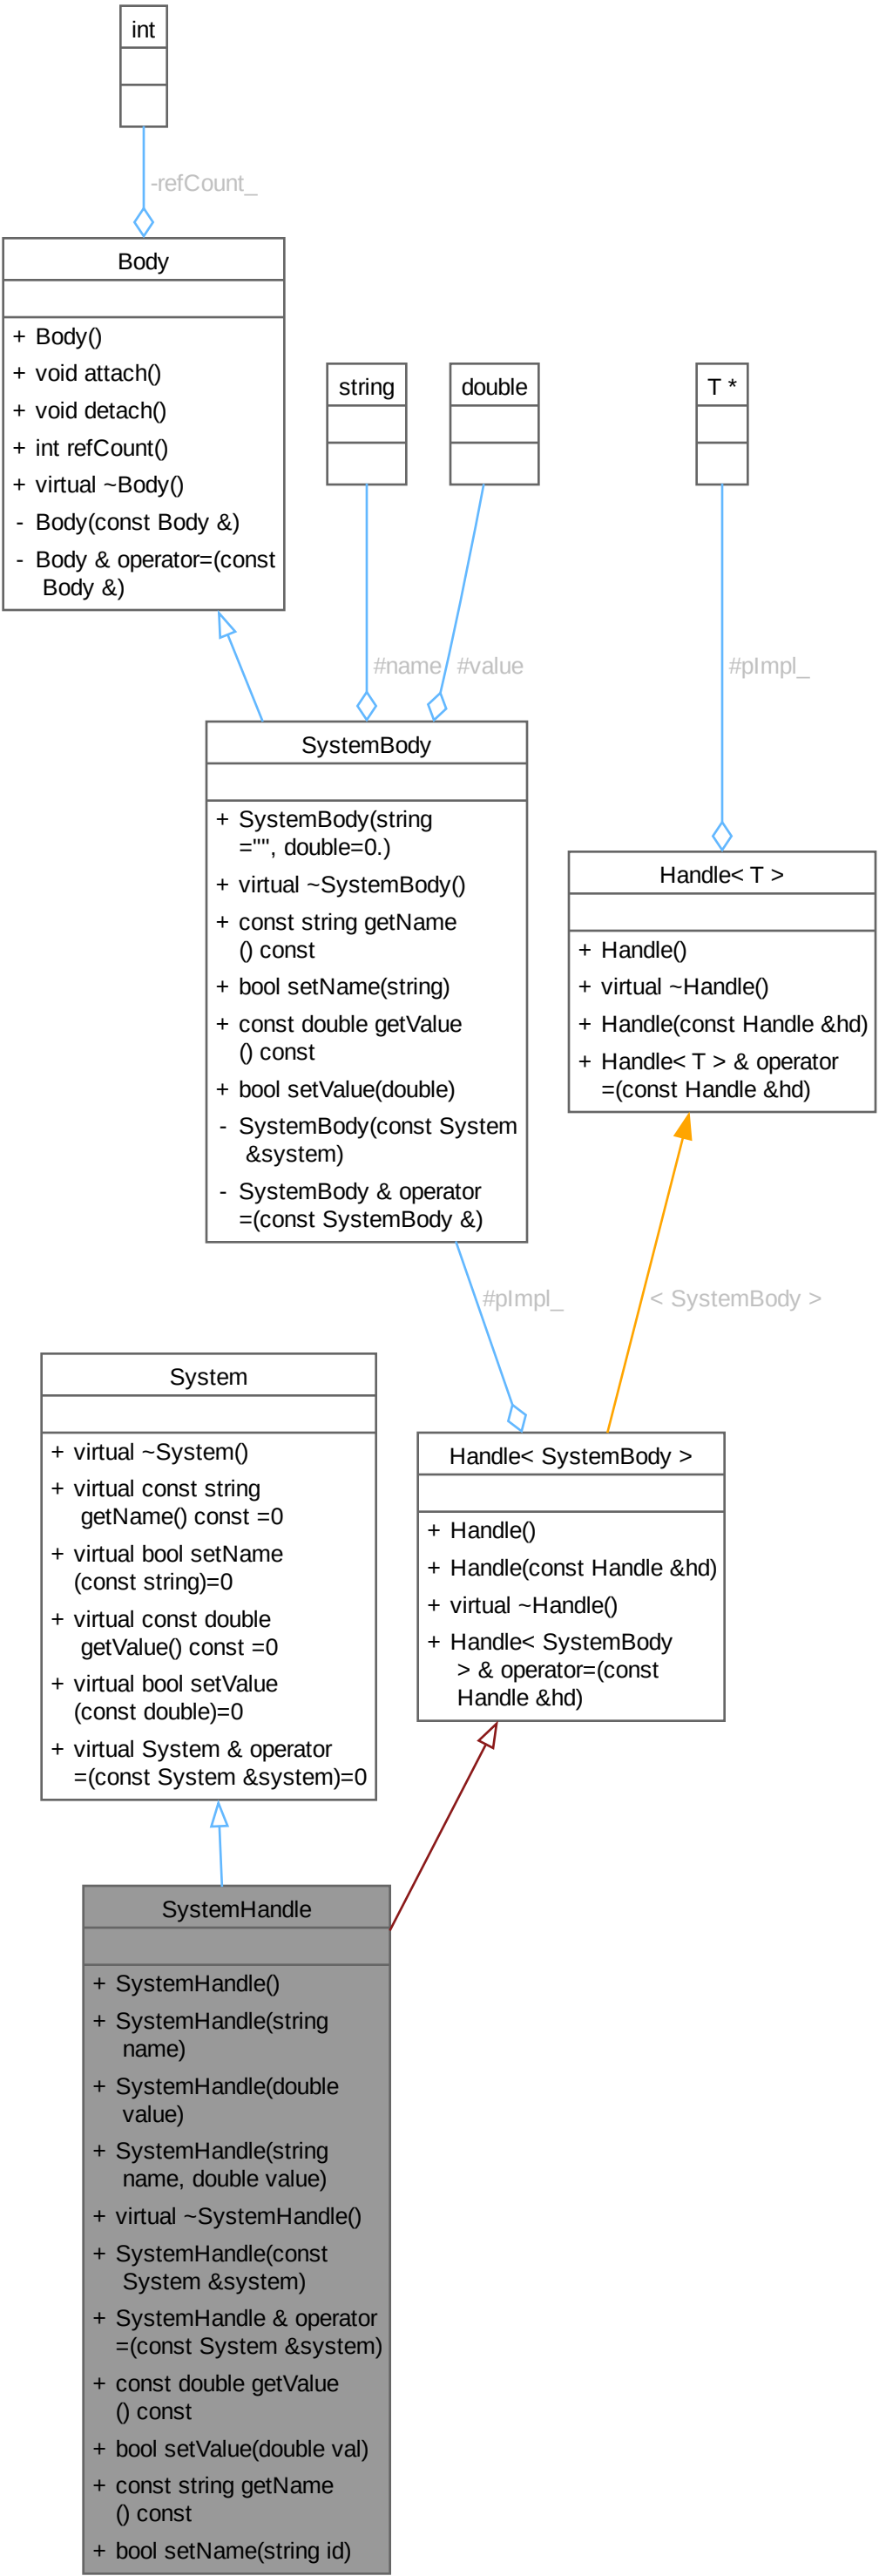 int
-refCount_
Body
+ Body()
+ void attach()
+ void detach()
+ int refCount()
+ virtual ~Body()
- Body(const Body &)
- Body & operator=(const
Body &)
string
double
T *
#name
#value
#pImpl_
SystemBody
+ SystemBody(string
="", double=0.)
+ virtual ~SystemBody()
+ const string getName
() const
+ bool setName(string)
+ const double getValue
() const
+ bool setValue(double)
- SystemBody(const System
&system)
- SystemBody & operator
=(const SystemBody &)
Handle< T >
+ Handle()
+ virtual ~Handle()
+ Handle(const Handle &hd)
+ Handle< T > & operator
=(const Handle &hd)
#pImpl_
< SystemBody >
System
+ virtual ~System()
+ virtual const string
getName() const =0
+ virtual bool setName
(const string)=0
+ virtual const double
getValue() const =0
+ virtual bool setValue
(const double)=0
+ virtual System & operator
=(const System &system)=0
Handle< SystemBody >
+ Handle()
+ Handle(const Handle &hd)
+ virtual ~Handle()
+ Handle< SystemBody
> & operator=(const
Handle &hd)
SystemHandle
+ SystemHandle()
+ SystemHandle(string
name)
+ SystemHandle(double
value)
+ SystemHandle(string
name, double value)
+ virtual ~SystemHandle()
+ SystemHandle(const
System &system)
+ SystemHandle & operator
=(const System &system)
+ const double getValue
() const
+ bool setValue(double val)
+ const string getName
() const
+ bool setName(string id)